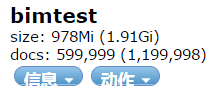 bimtest
size: 978Mi (1.91Gi)
docs: 599,999 (1,199,998)
信息 动作